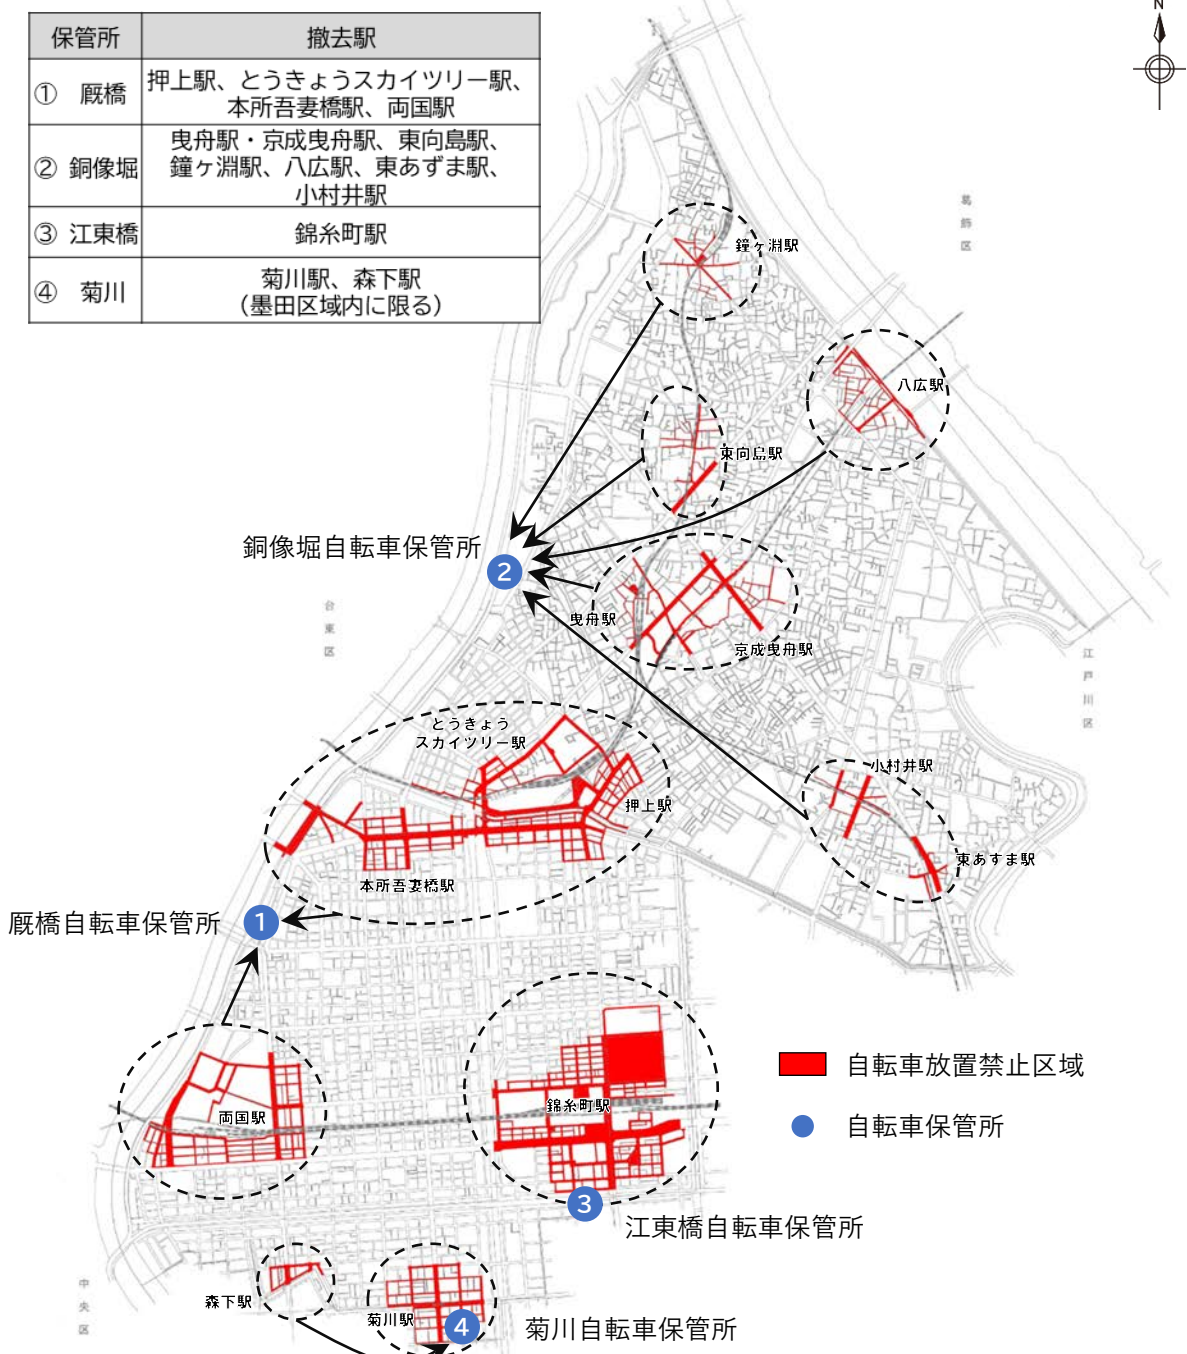 N
保管所 撤去駅
① 厩橋 押上駅、とうきょうスカイツリー駅、
本所吾妻橋駅、両国駅
② 銅像堀 曳舟駅・京成曳舟駅、東向島駅、
鐘ヶ淵駅、八広駅、東あずま駅、
小村井駅
③ 江東橋 錦糸町駅
④ 菊川 菊川駅、森下駅
（墨田区域内に限る）
葛飾区
鐘ヶ淵駅
八広駅
東向島駅
銅像堀自転車保管所
2
台東区
曳舟駅
京成曳舟駅
江戸川区
とうきょう
スカイツリー駅
小村井駅
押上駅
東あずま駅
本所吾妻橋駅
厩橋自転車保管所
1
自転車放置禁止区域
両国駅
錦糸町駅
自転車保管所
3
江東橋自転車保管所
中央区
森下駅
菊川駅
4
菊川自転車保管所